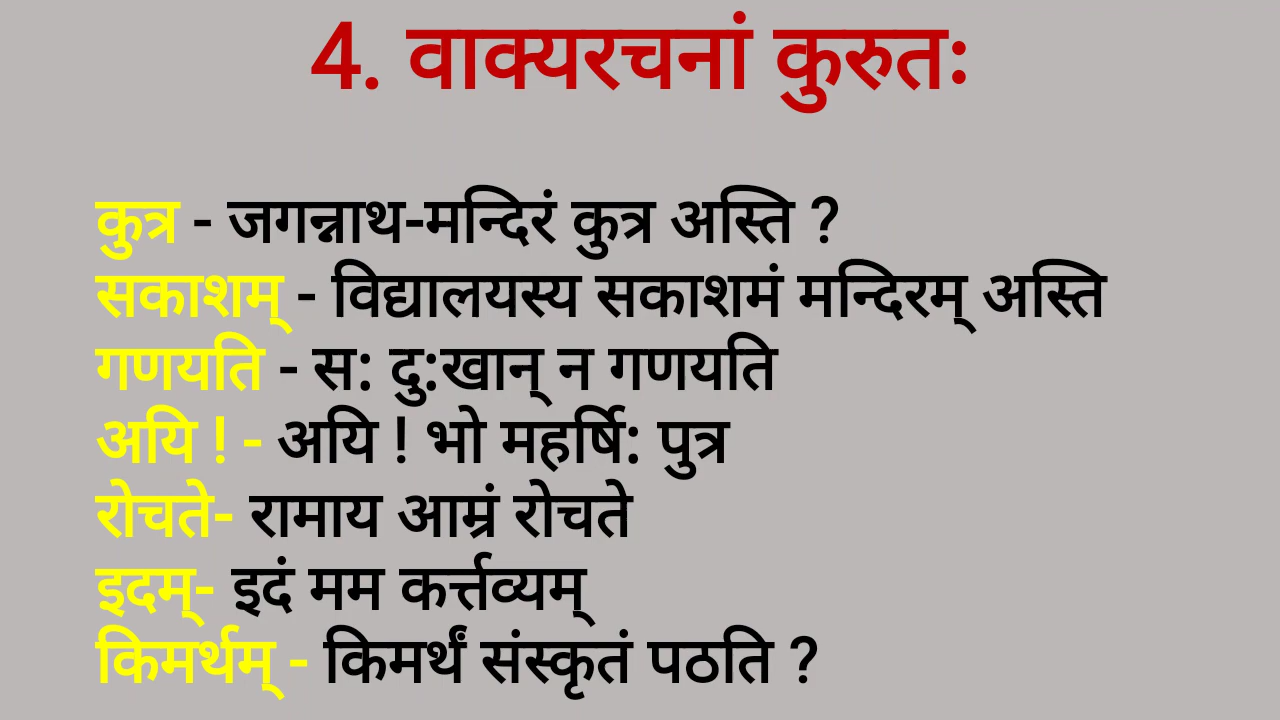 4. वाक्यरचनां कुरुतः
कुत्र - जगन्नाथ-मन्दिरं कुत्र अस्ति ?
सकाशम् - विद्यालयस्य सकाशमं मन्दिरम् अस्ति
गणयति - स: दु:खान् न गणयति
अयि ! - अयि ! भो महर्षि: पुत्र
रोचते- रामाय आम्रं रोचते
इदम्- इदं मम कर्त्तव्यम्
किमर्थम् - किमर्थं संस्कृतं पठति ?